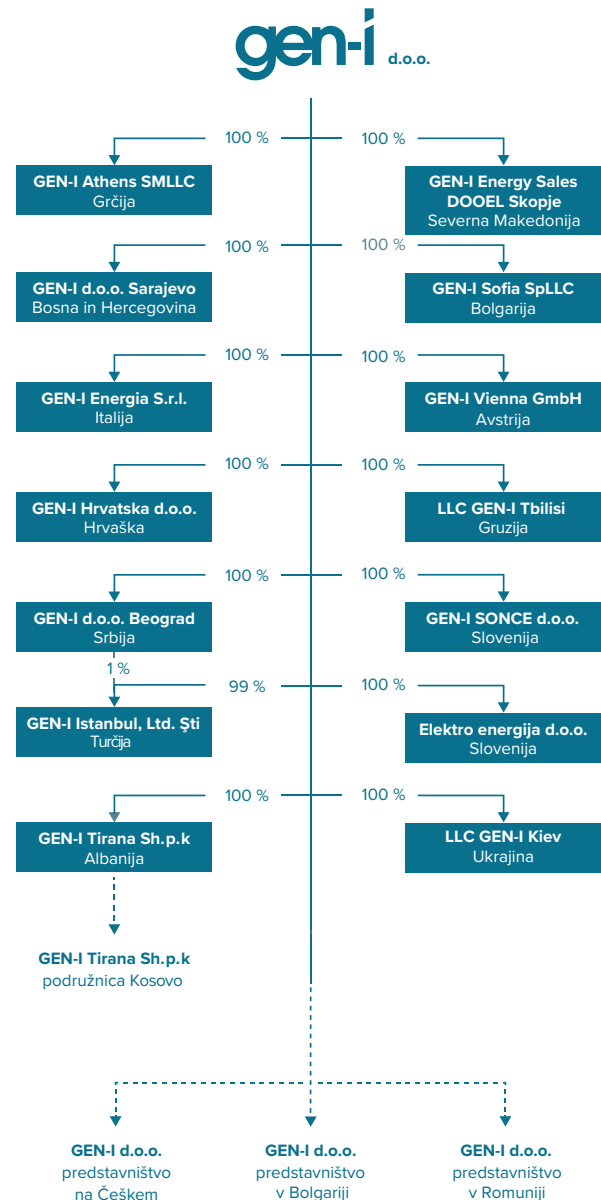 gen-i d.o.o.
100 %
100 %
GEN-I Athens SMLLC
Grčija
GEN-I Energy Sales
DOOEL Skopje
Severna Makedonija
100 %
100 %
GEN-I d.o.o. Sarajevo
Bosna in Hercegovina
GEN-I Sofia SpLLC
Bolgarija
100 %
100 %
GEN-I Energia S.r.l.
Italija
GEN-I Vienna GmbH
Avstrija
100 %
100 %
GEN-I Hrvatska d.o.o.
Hrvaška
LLC GEN-I Tbilisi
Gruzija
100 %
100 %
GEN-I d.o.o. Beograd
Srbija
GEN-I SONCE d.o.o.
Slovenija
1 %
99 %
100 %
GEN-I Istanbul, Ltd. Şti
Turčija
Elektro energija d.o.o.
Slovenija
100 %
100 %
GEN-I Tirana Sh.p.k
Albanija
LLC GEN-I Kiev
Ukrajina
GEN-I Tirana Sh.p.k
podružnica Kosovo
GEN-I d.o.o.
predstavništvo
na Češkem
GEN-I d.o.o.
predstavništvo
v Bolgariji
GEN-I d.o.o.
predstavništvo
v Romuniji